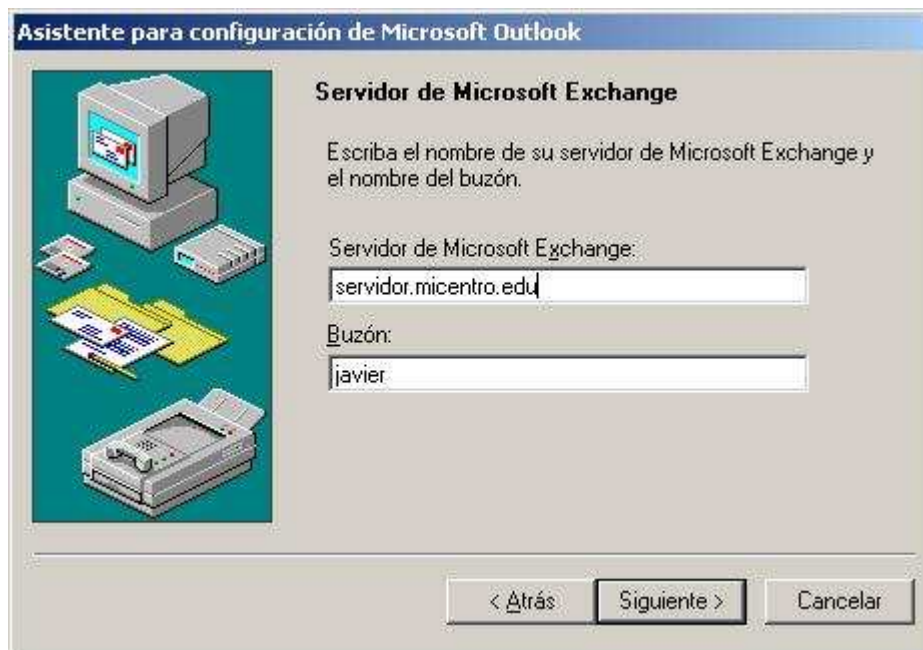 Asistente para configuración de Microsoft Outlook
Servidor de Microsoft Exchange
Escriba el nombre de su servidor de Microsoft Exchange y
el nombre del buzón.
Servidor de Microsoft Exchange:
servidor.micentro.edu
Buzón:
javier
< Atrás
Siguiente >
Cancelar